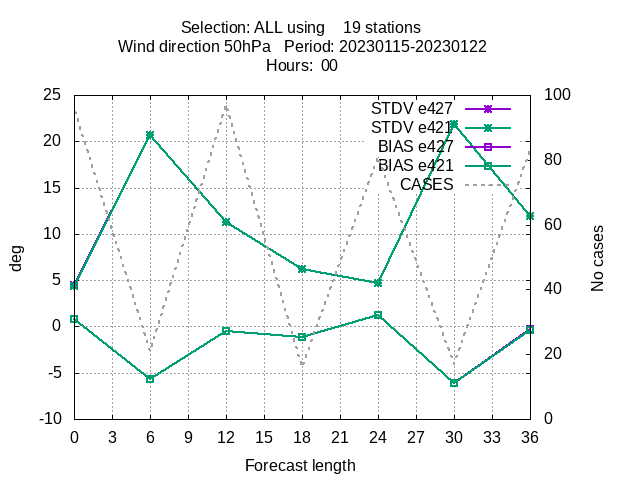 Selection: ALL using    19 stations
Wind direction 50hPa   Period: 20230115-20230122
Hours:  00
25
20
15
10
5
0
-5
-10
deg
STDV e427
STDV e421
BIAS e427
BIAS e421
CASES
100
80
60
40
20
0
No cases
0 3 6 9 12 15 18 21 24 27 30 33 36
Forecast length